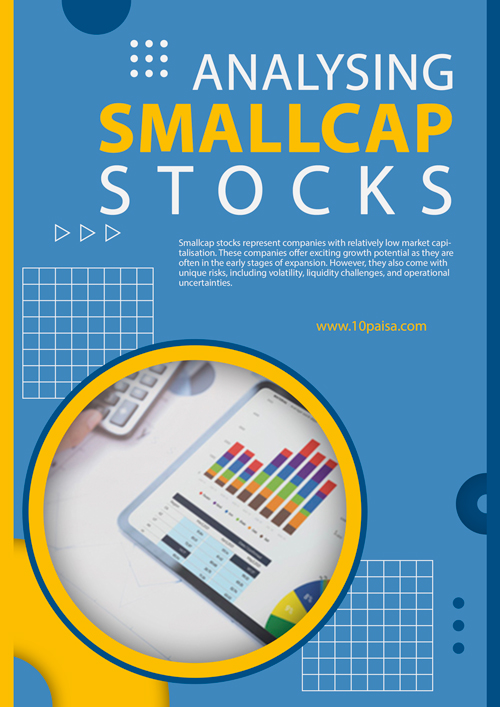 ANALYSING
SMALLCAP
STOCKS
Smallcap stocks represent companies with relatively low market capi-
talisation. These companies offer exciting growth potential as they are
often in the early stages of expansion. However, they also come with
unique risks, including volatility, liquidity challenges, and operational
uncertainties.
www.10paisa.com